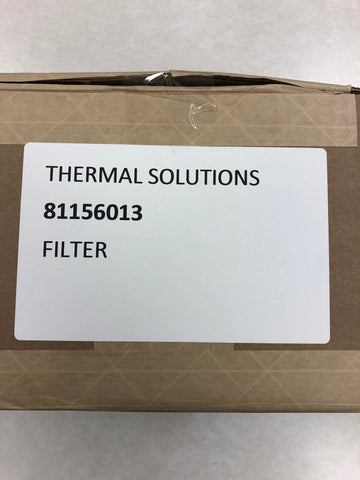 THERMAL SOLUTIONS
81156013
FILTER